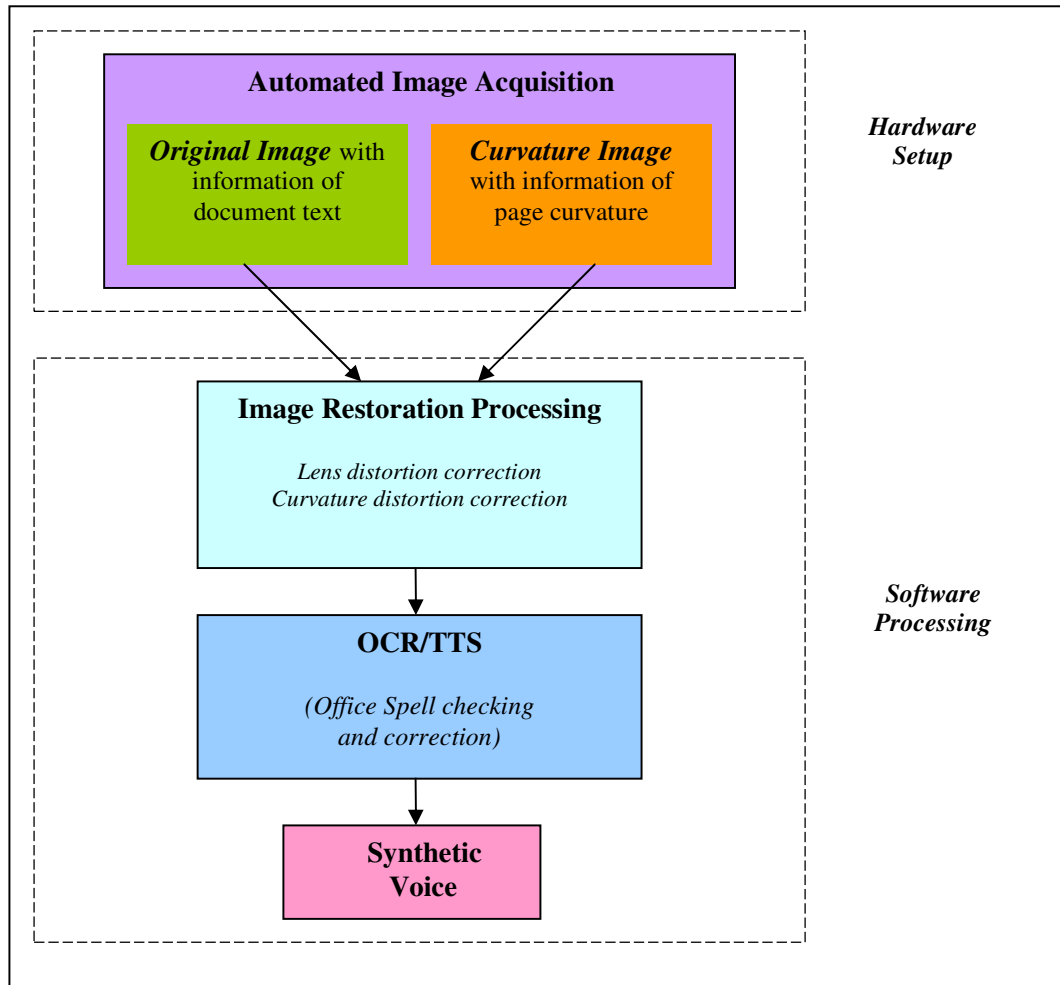 Automated Image Acquisition
Original Image with
information of
document text
Curvature Image
with information of
page curvature
Hardware
Setup
Image Restoration Processing
Lens distortion correction
Curvature distortion correction
OCR/TTS
(Office Spell checking
and correction)
Software
Processing
Synthetic
Voice